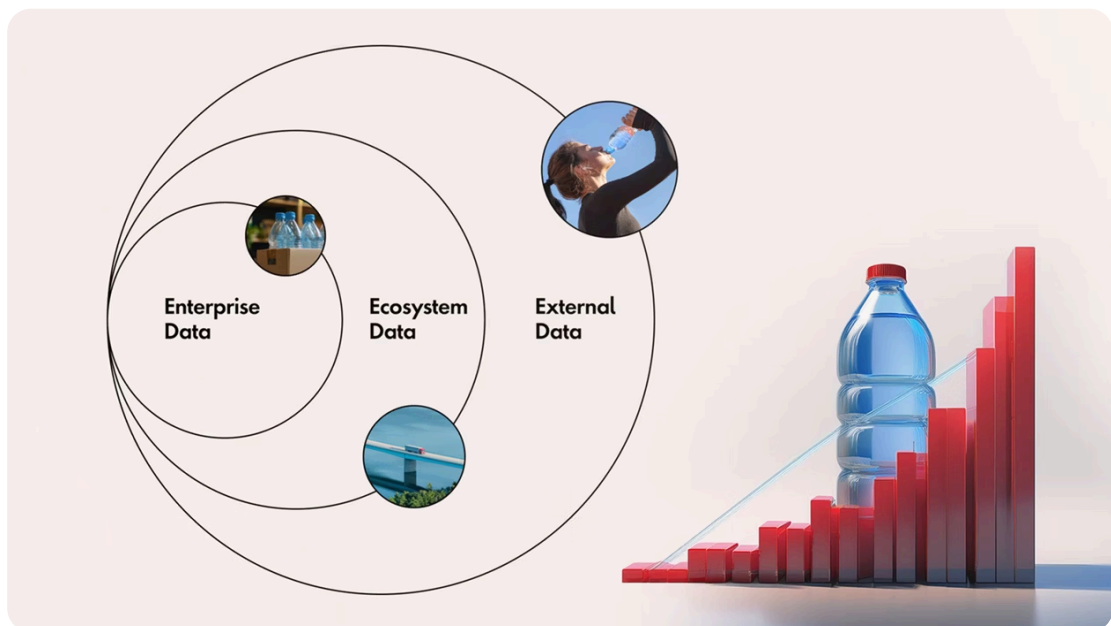 Enterprise
Data
Ecosystem
Data
External
Data